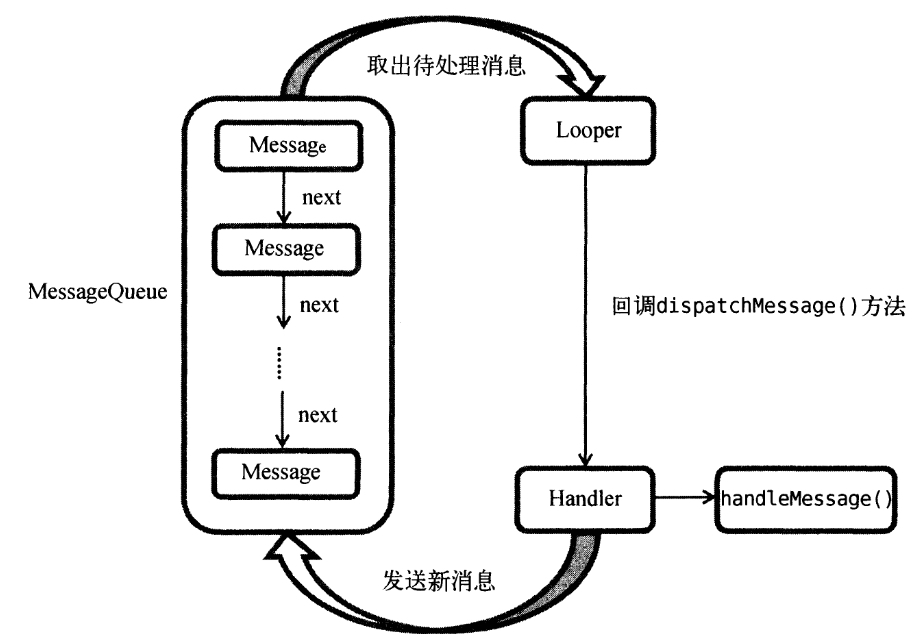 取出待处理消息
Message
Looper
next
Message
MessageQueue
next
回调dispatchMessage()方法
next
Message
Handler
handleMessage()
发送新消息